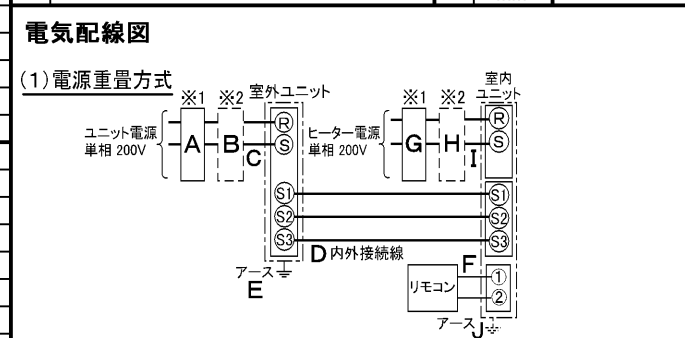 電気配線図
(1)電源重畳方式
※1 ※2 室外ユニット
ユニット電源
単相 200V
A B C
R
S
※1 ※2 室内
ユニット
ヒーター電源
単相 200V
G H I
R
S
S1 S1
S2 S2
S3 S3
D 内外接続線
アース
E
リモコン
F
1
2
アース J